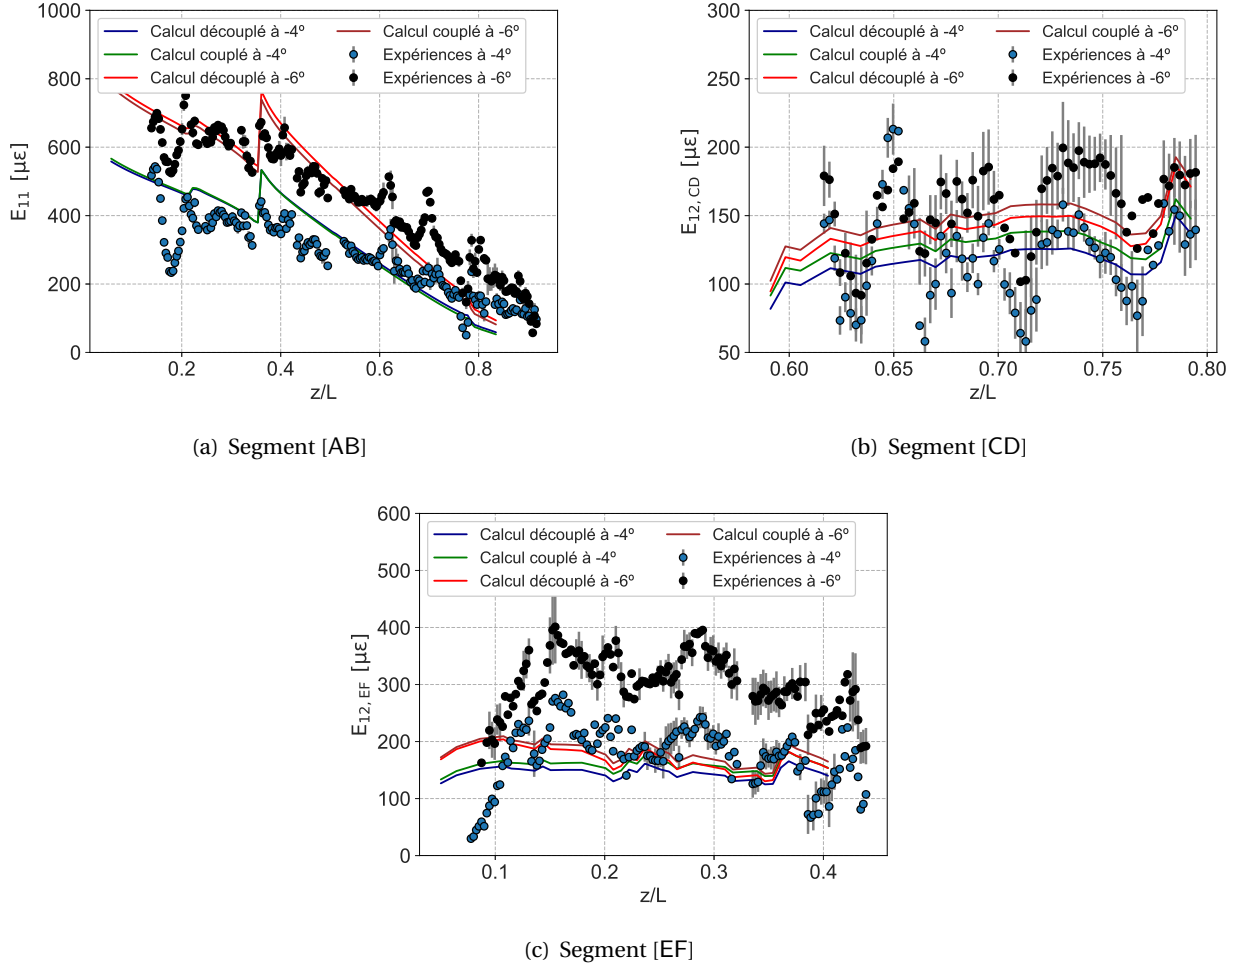 1000
800
600
400
200
0
E11 [με]
Calcul découplé à -4º
Calcul couplé à -4º
Calcul découplé à -6º
Calcul couplé à -6º
Expériences à -4º
Expériences à -6º
0.2 0.4 0.6 0.8
z/L
(a) Segment [AB]
300
250
200
150
100
50
E12, CD [με]
Calcul découplé à -4º
Calcul couplé à -4º
Calcul découplé à -6º
Calcul couplé à -6º
Expériences à -4º
Expériences à -6º
0.60 0.65 0.70 0.75 0.80
z/L
(b) Segment [CD]
600
500
400
300
200
100
0
E12, EF [με]
Calcul découplé à -4º
Calcul couplé à -4º
Calcul découplé à -6º
Calcul couplé à -6º
Expériences à -4º
Expériences à -6º
0.1 0.2 0.3 0.4
z/L
(c) Segment [EF]